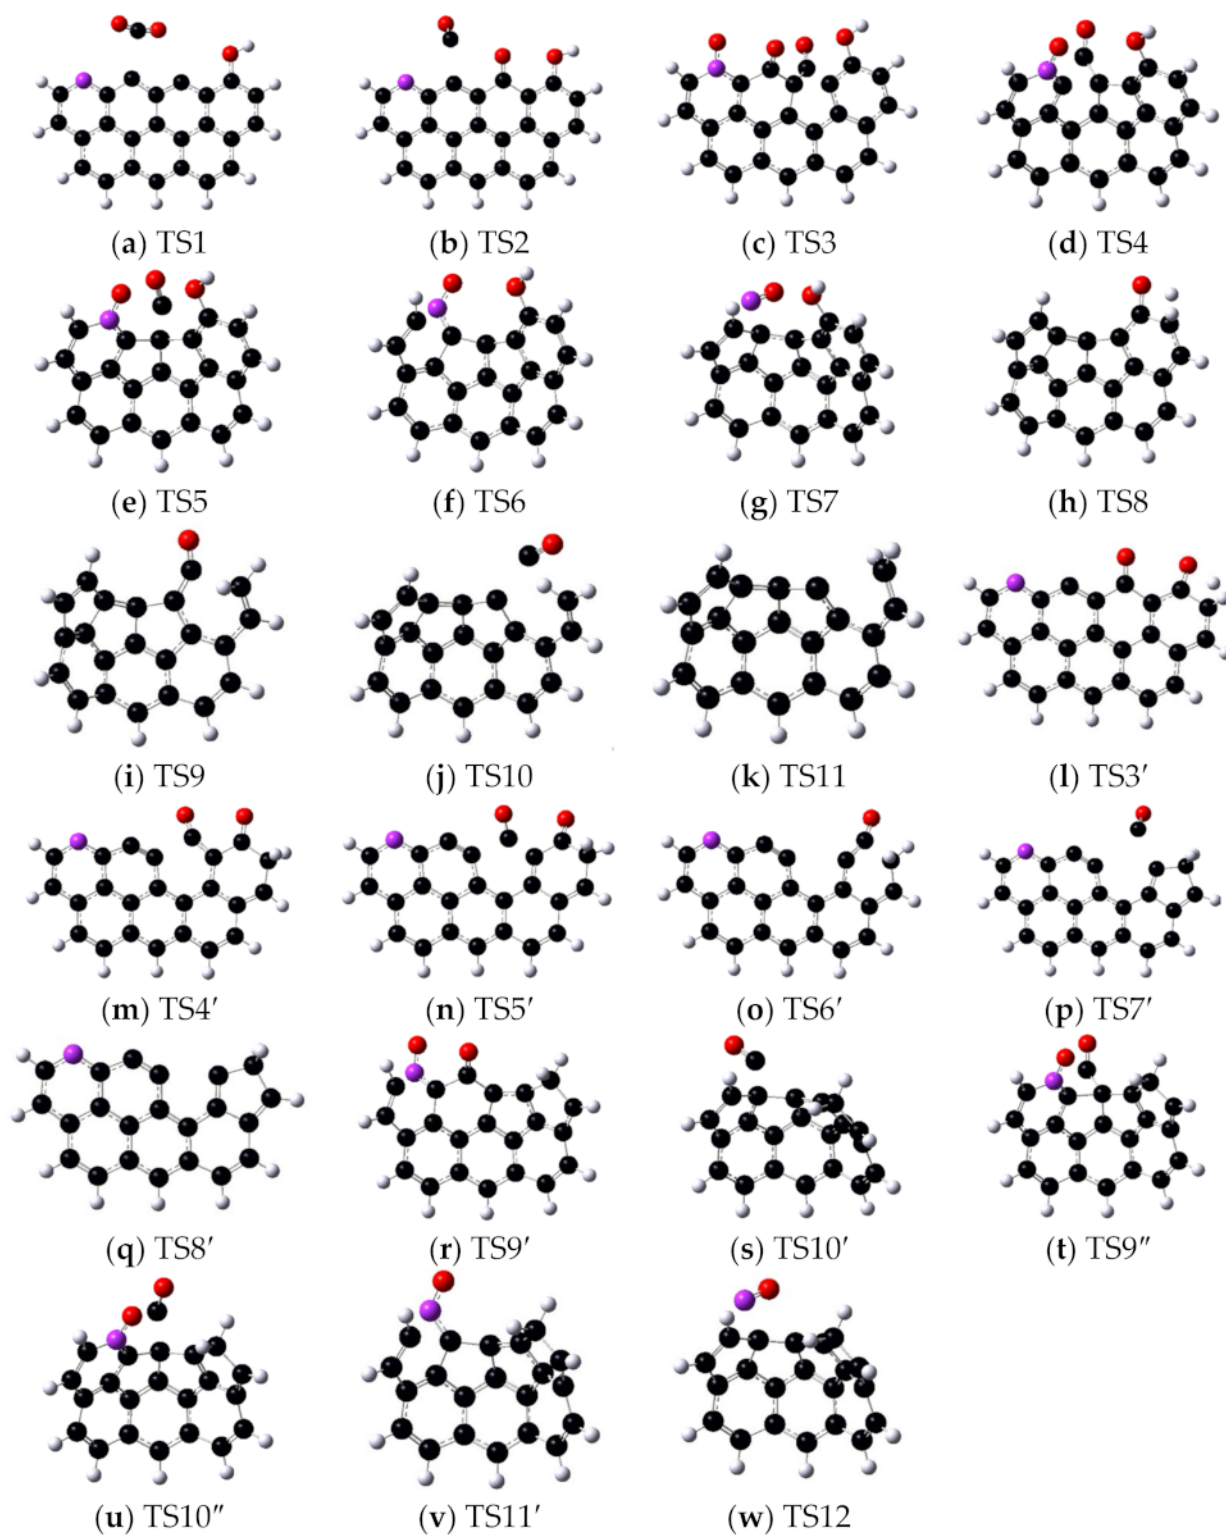 (a) TS1 (b) TS2 (c) TS3 (d) TS4
(e) TS5 (f) TS6 (g) TS7 (h) TS8
(i) TS9 (j) TS10 (k) TS11 (l) TS3′
(m) TS4′ (n) TS5′ (o) TS6′ (p) TS7′
(q) TS8′ (r) TS9′ (s) TS10′ (t) TS9″
(u) TS10″ (v) TS11′ (w) TS12